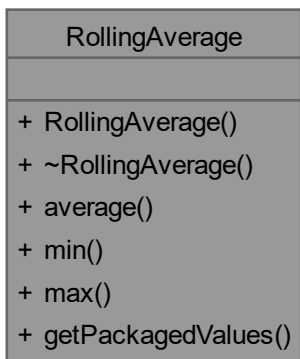 RollingAverage
+ RollingAverage()
+ ~RollingAverage()
+ average()
+ min()
+ max()
+ getPackagedValues()